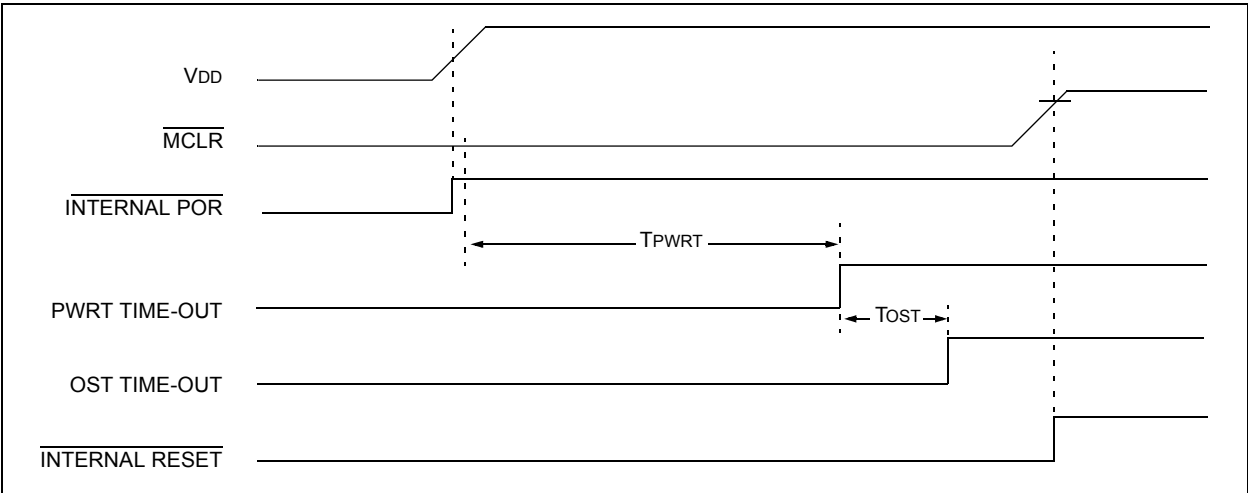 VDD
MCLR
INTERNAL POR
TPWRT
PWRT TIME-OUT
TOST
OST TIME-OUT
INTERNAL RESET